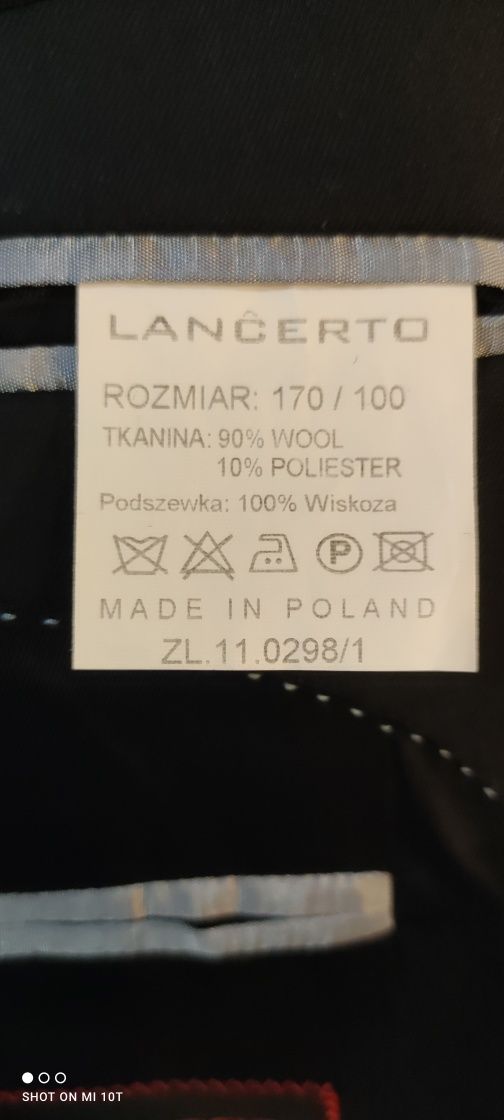 LANĈERTO
ROZMIAR: 170 / 100
TKANINA: 90% WOOL
10% POLIESTER
Podszewka: 100% Wiskoza
P
MADE IN POLAND
ZL.11.0298/1
SHOT ON MI 10T